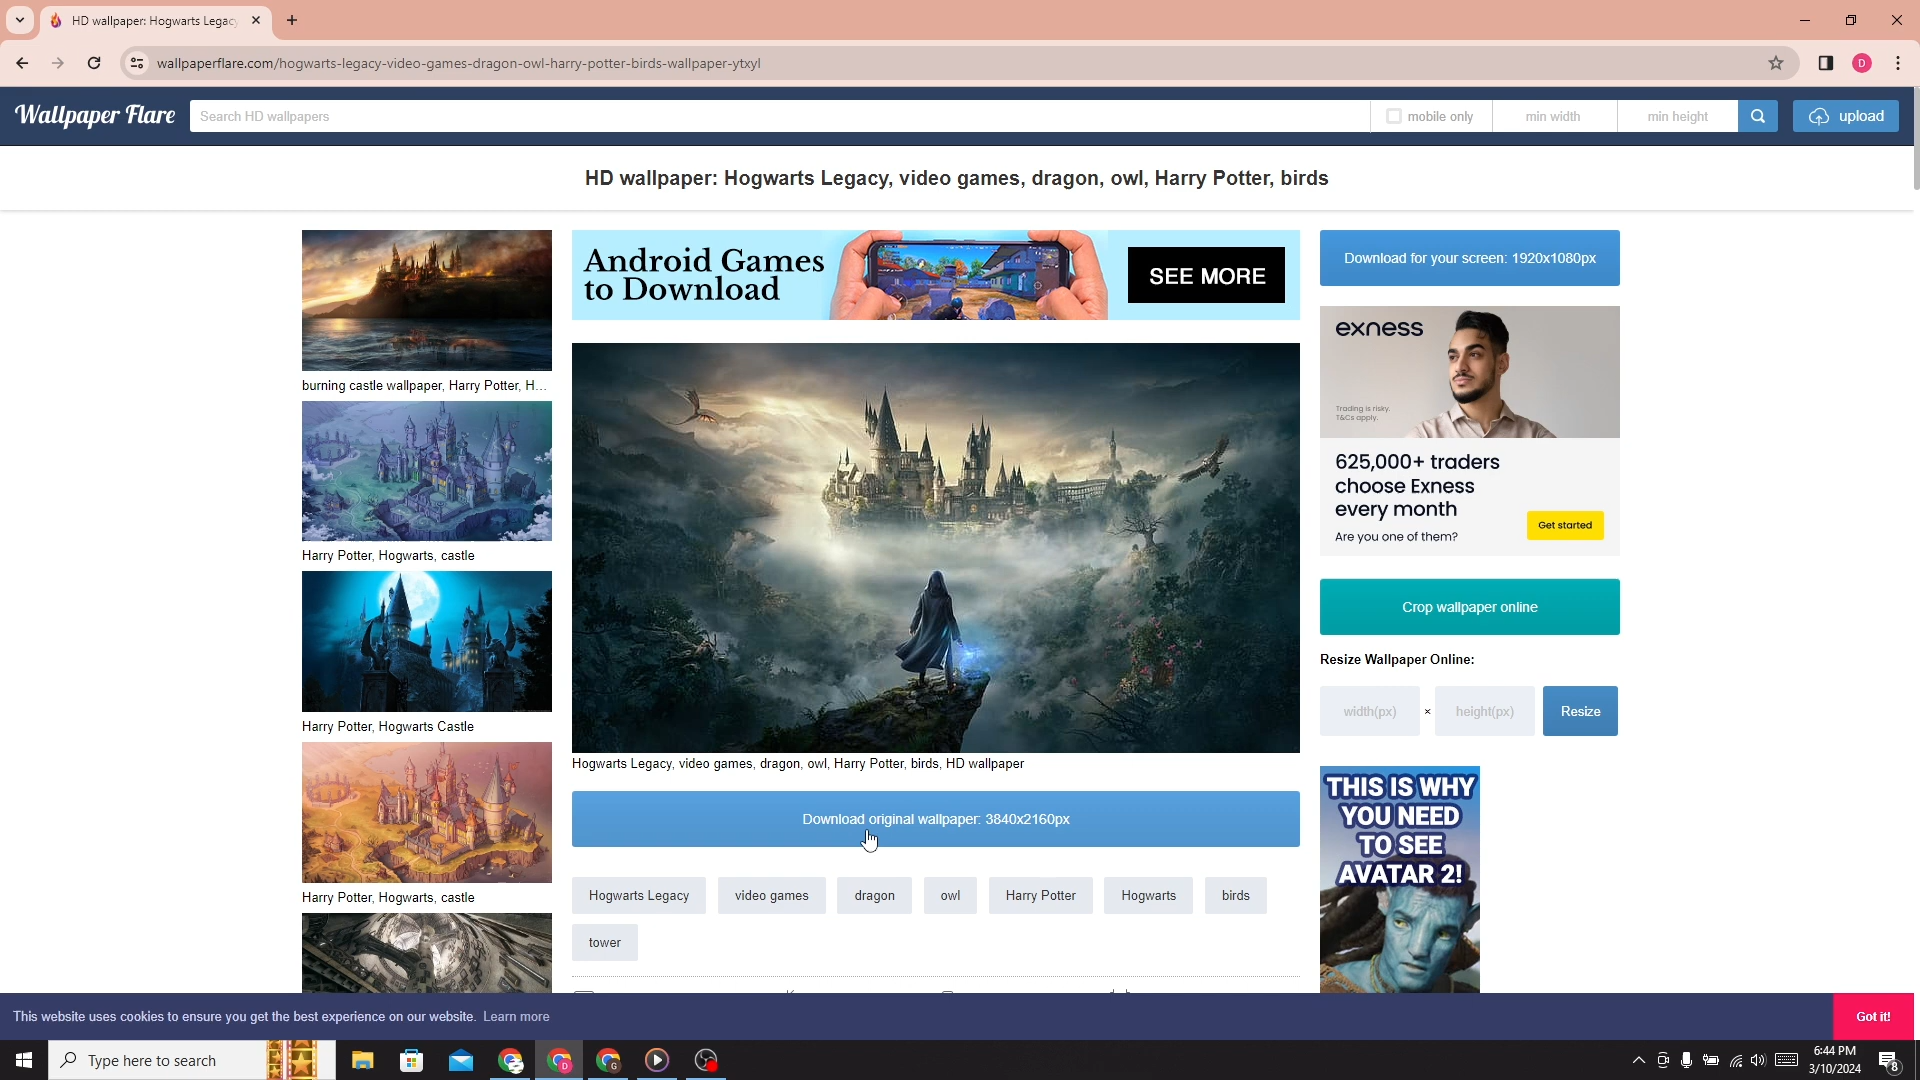 HD wallpaper: Hogwarts Legacy
wallpaperflare.com/hogwarts-legacy-video-games-dragon-owl-harry-potter-birds-wallpaper-ytxyl
D
Wallpaper Flare
Search HD wallpapers
mobile only
min width
min height
upload
HD wallpaper: Hogwarts Legacy, video games, dragon, owl, Harry Potter, birds
burning castle wallpaper, Harry Potter, H...
Harry Potter, Hogwarts, castle
Harry Potter, Hogwarts Castle
Harry Potter, Hogwarts, castle
Android Games
to Download
SEE MORE
Hogwarts Legacy, video games, dragon, owl, Harry Potter, birds, HD wallpaper
Download original wallpaper: 3840x2160px
Hogwarts Legacy
video games
dragon
owl
Harry Potter
Hogwarts
birds
tower
Download for your screen: 1920x1080px
exness
Trading is risky.
T&Cs apply.
625,000+ traders
choose Exness
every month
Are you one of them?
Get started
Crop wallpaper online
Resize Wallpaper Online:
width(px)
×
height(px)
Resize
THIS IS WHY
YOU NEED
TO SEE
AVATAR 2!
This website uses cookies to ensure you get the best experience on our website. Learn more
Got it!
Type here to search
D
G
6:44 PM
3/10/2024
8